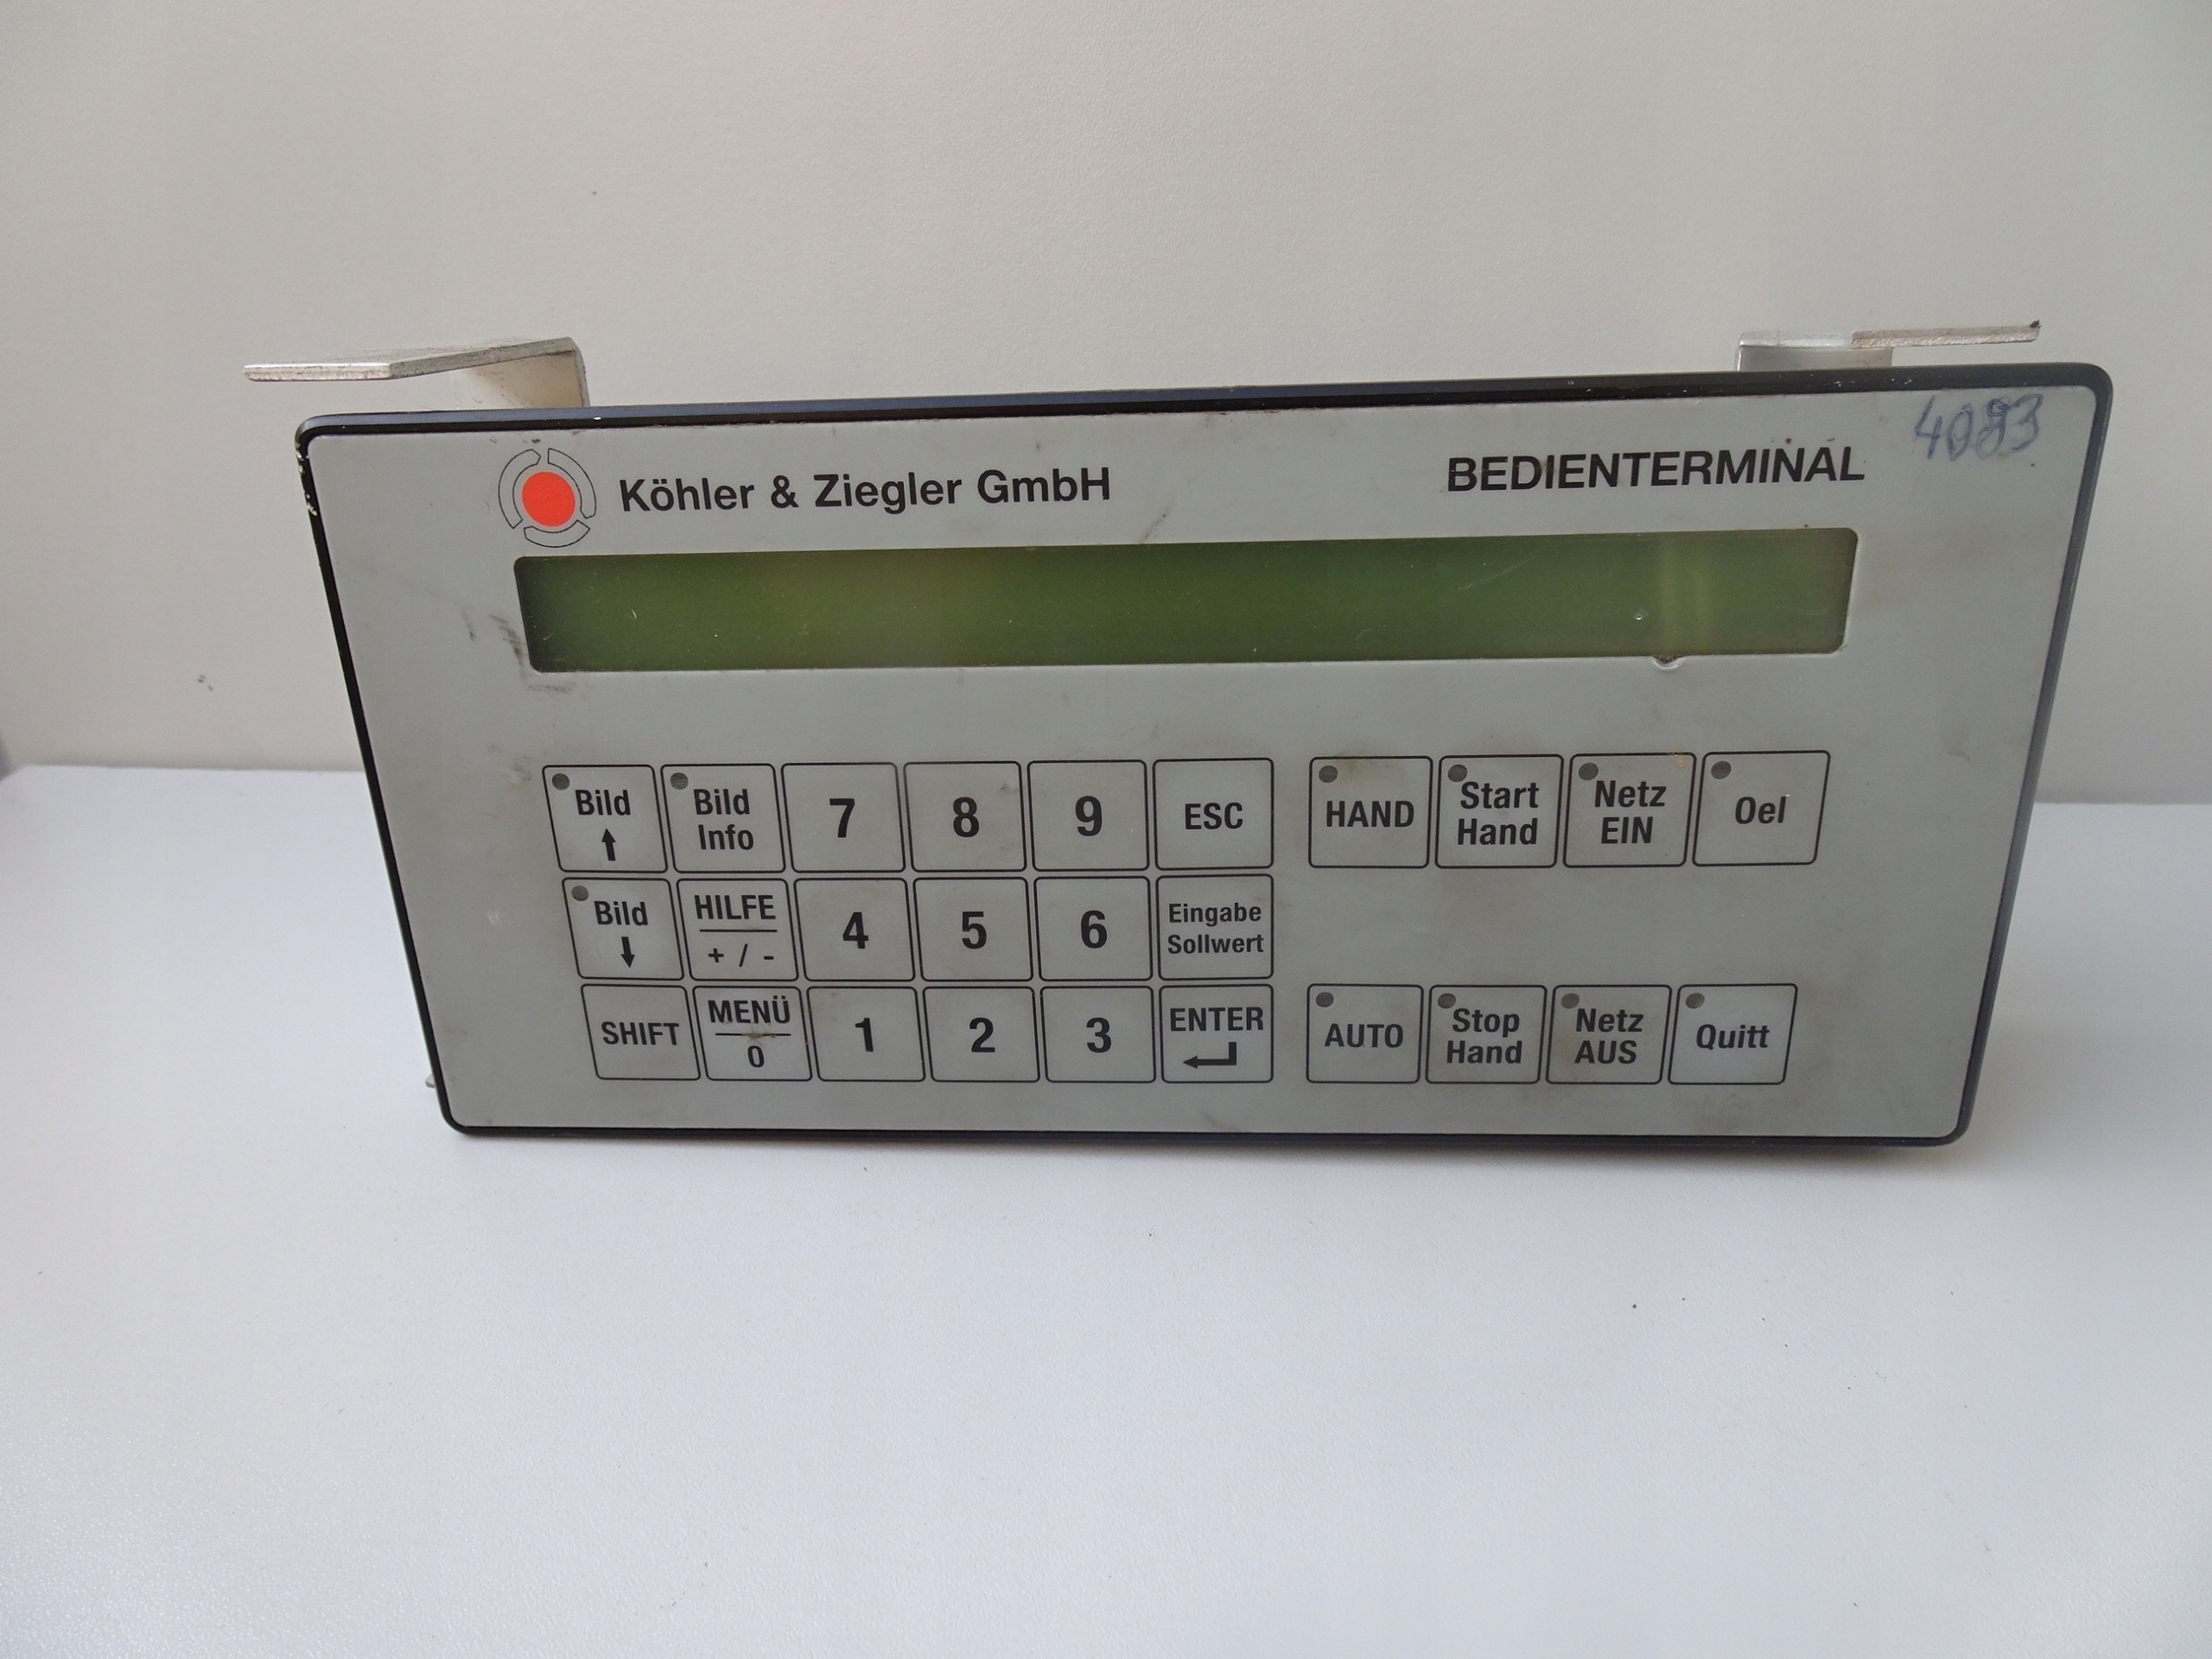 Köhler & Ziegler GmbH
BEDIENTERMINAL
Bild
↑
Bild
Info
7
8
9
ESC
HAND
Start
Hand
Netz
EIN
Oel
Bild
↓
HILFE
+ / -
4
5
6
Eingabe
Sollwert
SHIFT
MENÜ
0
1
2
3
ENTER
↵
AUTO
Stop
Hand
Netz
AUS
Quitt